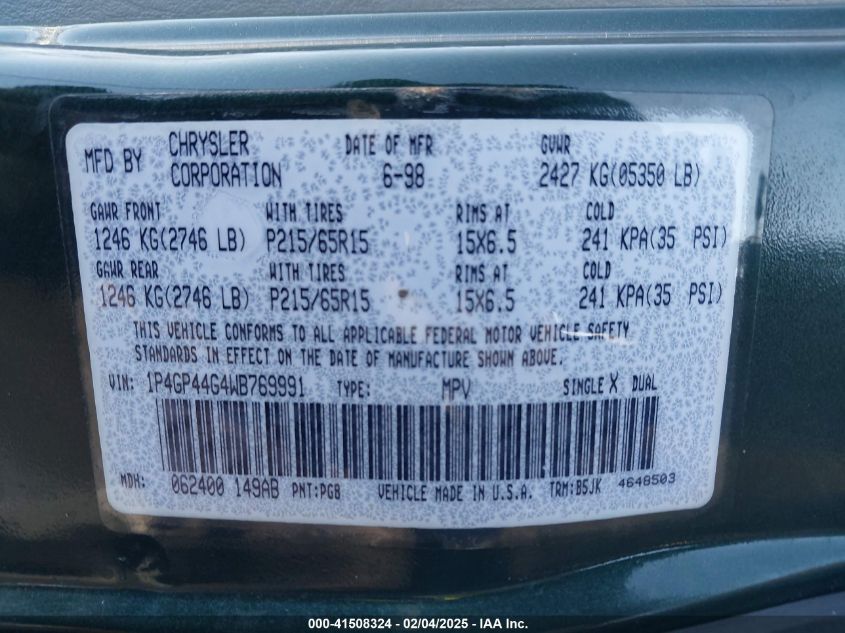 MFD BY CHRYSLER CORPORATION DATE OF MFR 6-98 GVWR 2427 KG(05350 LB)
GAWR FRONT WITH TIRES RIMS AT COLD
1246 KG(2746 LB) P215/65R15 15X6.5 241 KPA(35 PSI)
GAWR REAR WITH TIRES RIMS AT COLD
1246 KG(2746 LB) P215/65R15 15X6.5 241 KPA(35 PSI)
THIS VEHICLE CONFORMS TO ALL APPLICABLE FEDERAL MOTOR VEHICLE SAFETY
STANDARDS IN EFFECT ON THE DATE OF MANUFACTURE SHOWN ABOVE.
VIN: 1P4GP44G4WB769991 TYPE: MPV SINGLE X DUAL
MDH: 062400 149AB PNT:PGB VEHICLE MADE IN U.S.A. TRM:B5JK 4648503
000-41508324 - 02/04/2025 - IAA Inc.